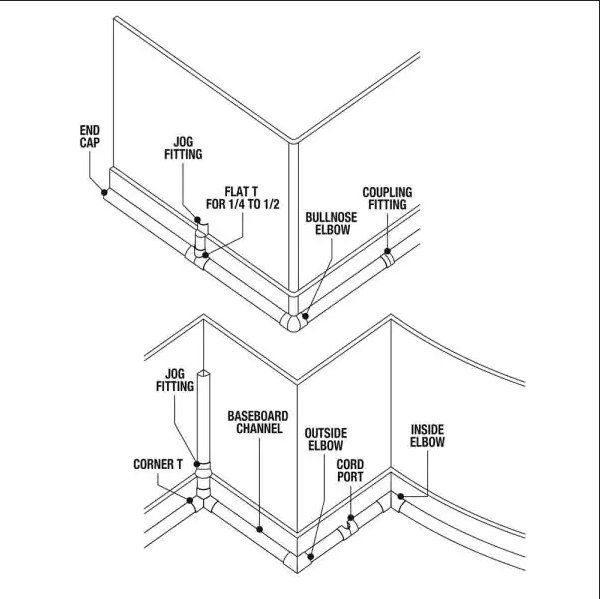 END
CAP
JOG
FITTING
FLAT T
FOR 1/4 TO 1/2
BULLNOSE
ELBOW
COUPLING
FITTING
JOG
FITTING
BASEBOARD
CHANNEL
OUTSIDE
ELBOW
INSIDE
ELBOW
CORNER T
CORD
PORT